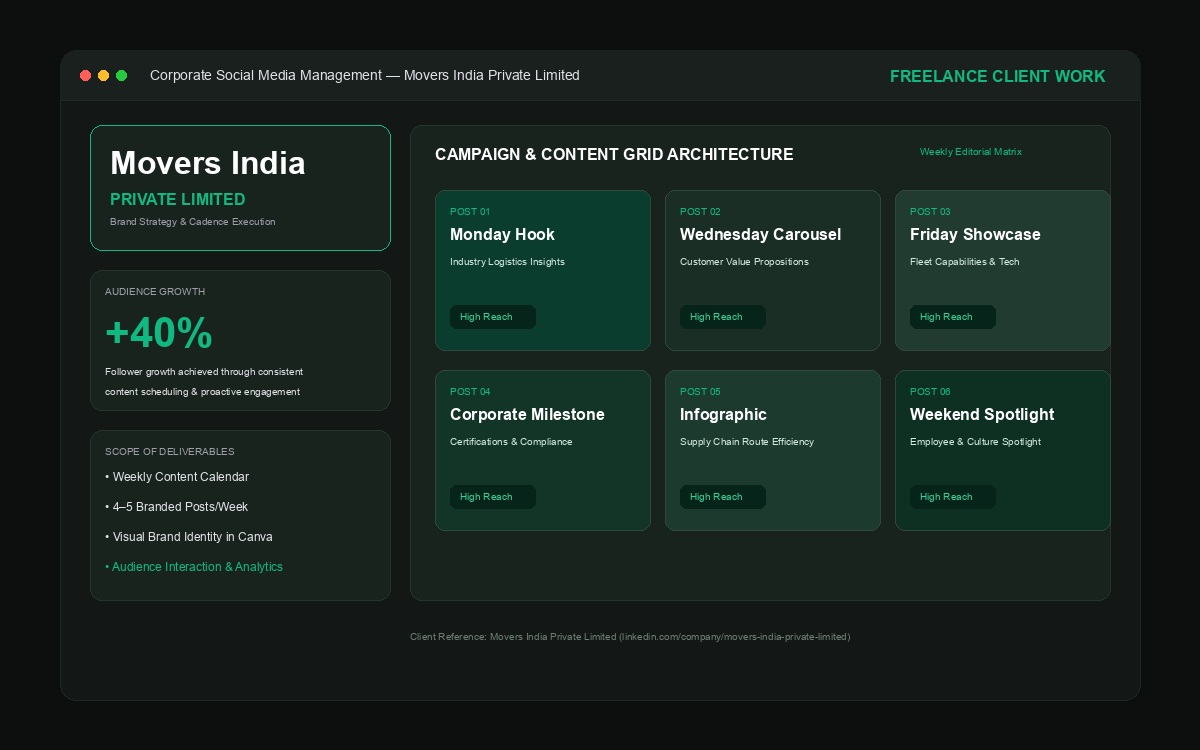 Corporate Social Media Management — Movers India Private Limited
FREELANCE CLIENT WORK
Movers India
PRIVATE LIMITED
Brand Strategy & Cadence Execution
AUDIENCE GROWTH
+40%
Follower growth achieved through consistent
content scheduling & proactive engagement
SCOPE OF DELIVERABLES
• Weekly Content Calendar
• 4–5 Branded Posts/Week
• Visual Brand Identity in Canva
• Audience Interaction & Analytics
CAMPAIGN & CONTENT GRID ARCHITECTURE
Weekly Editorial Matrix
POST 01
Monday Hook
Industry Logistics Insights
High Reach
POST 02
Wednesday Carousel
Customer Value Propositions
High Reach
POST 03
Friday Showcase
Fleet Capabilities & Tech
High Reach
POST 04
Corporate Milestone
Certifications & Compliance
High Reach
POST 05
Infographic
Supply Chain Route Efficiency
High Reach
POST 06
Weekend Spotlight
Employee & Culture Spotlight
High Reach
Client Reference: Movers India Private Limited (linkedin.com/company/movers-india-private-limited)